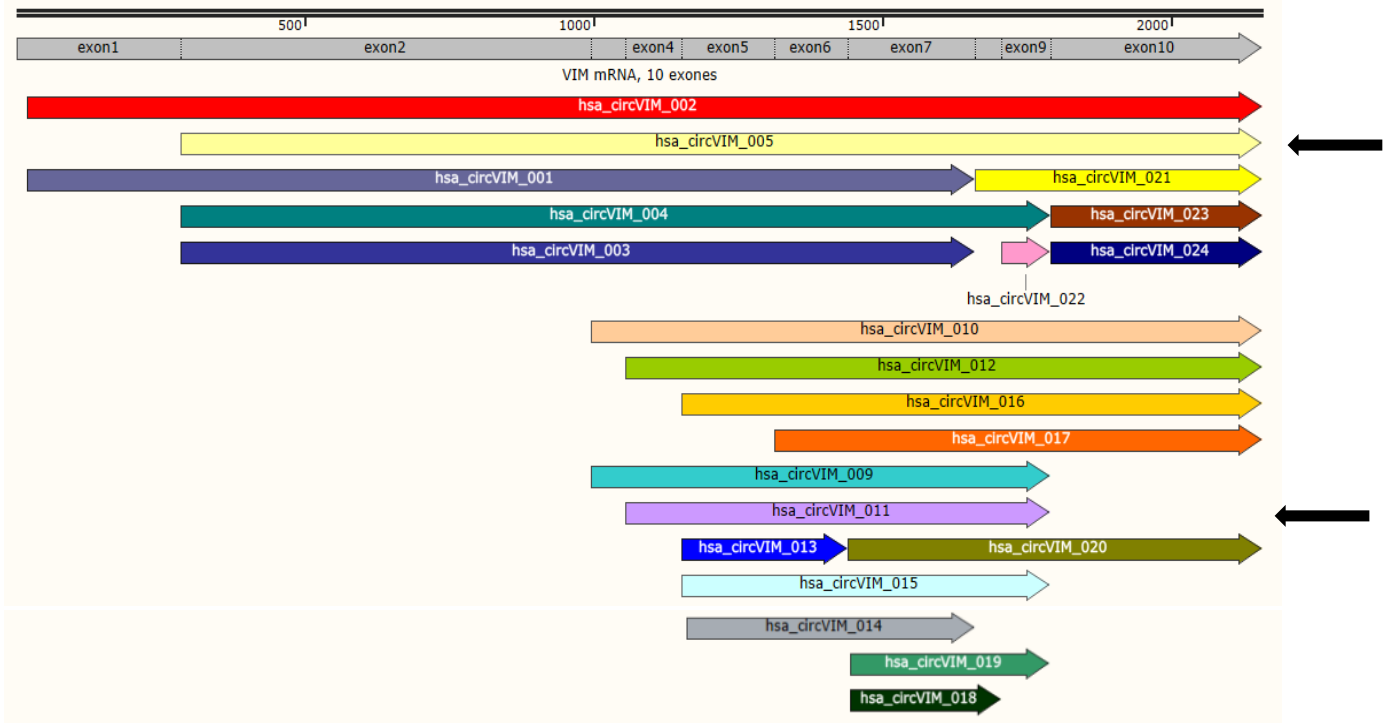 500 1000 1500 2000
exon1 exon2 exon4 exon5 exon6 exon7 exon9 exon10
VIM mRNA, 10 exones
hsa_circVIM_002
hsa_circVIM_005
hsa_circVIM_001 hsa_circVIM_021
hsa_circVIM_004 hsa_circVIM_023
hsa_circVIM_003 hsa_circVIM_024
hsa_circVIM_022
hsa_circVIM_010
hsa_circVIM_012
hsa_circVIM_016
hsa_circVIM_017
hsa_circVIM_009
hsa_circVIM_011
hsa_circVIM_013 hsa_circVIM_020
hsa_circVIM_015
hsa_circVIM_014
hsa_circVIM_019
hsa_circVIM_018